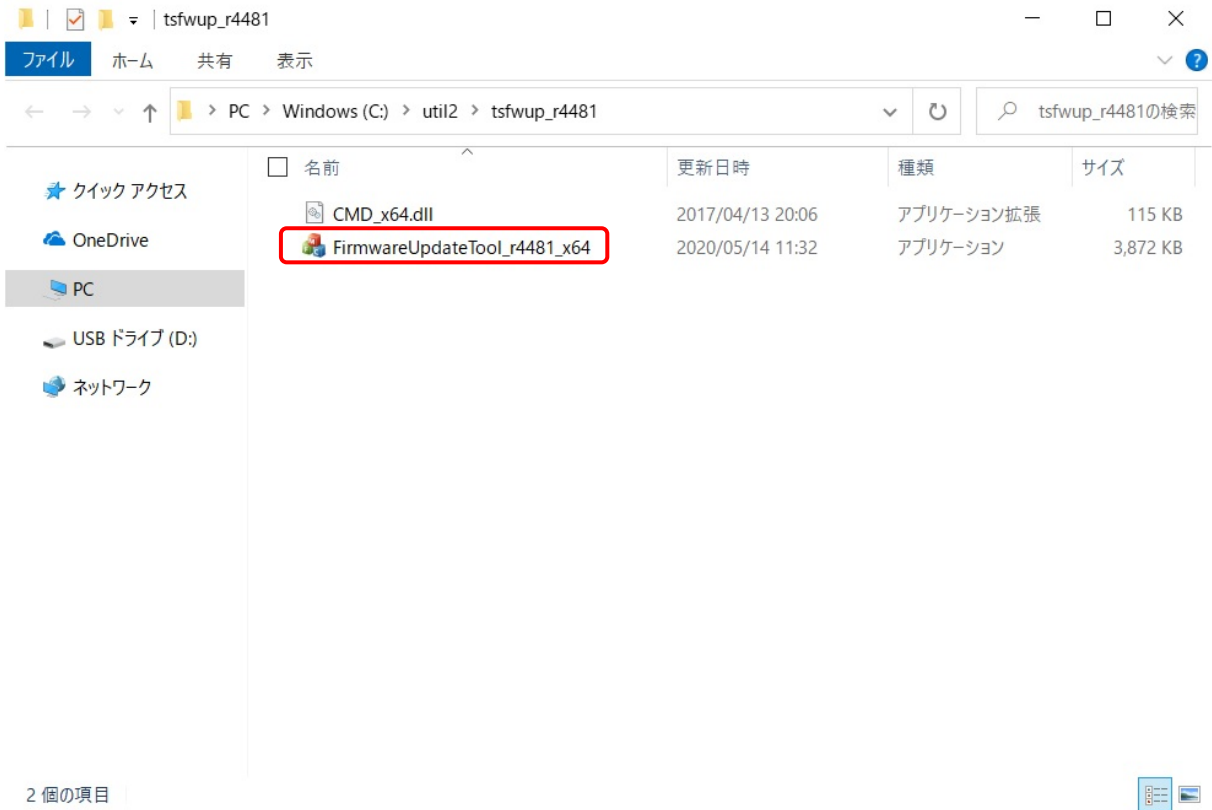 tsfwup_r4481
ファイル ホーム 共有 表示
PC > Windows (C:) > util2 > tsfwup_r4481
tsfwup_r4481の検索
名前 更新日時 種類 サイズ
CMD_x64.dll 2017/04/13 20:06 アプリケーション拡張 115 KB
FirmwareUpdateTool_r4481_x64 2020/05/14 11:32 アプリケーション 3,872 KB
クイック アクセス
OneDrive
PC
USB ドライブ (D:)
ネットワーク
2 個の項目